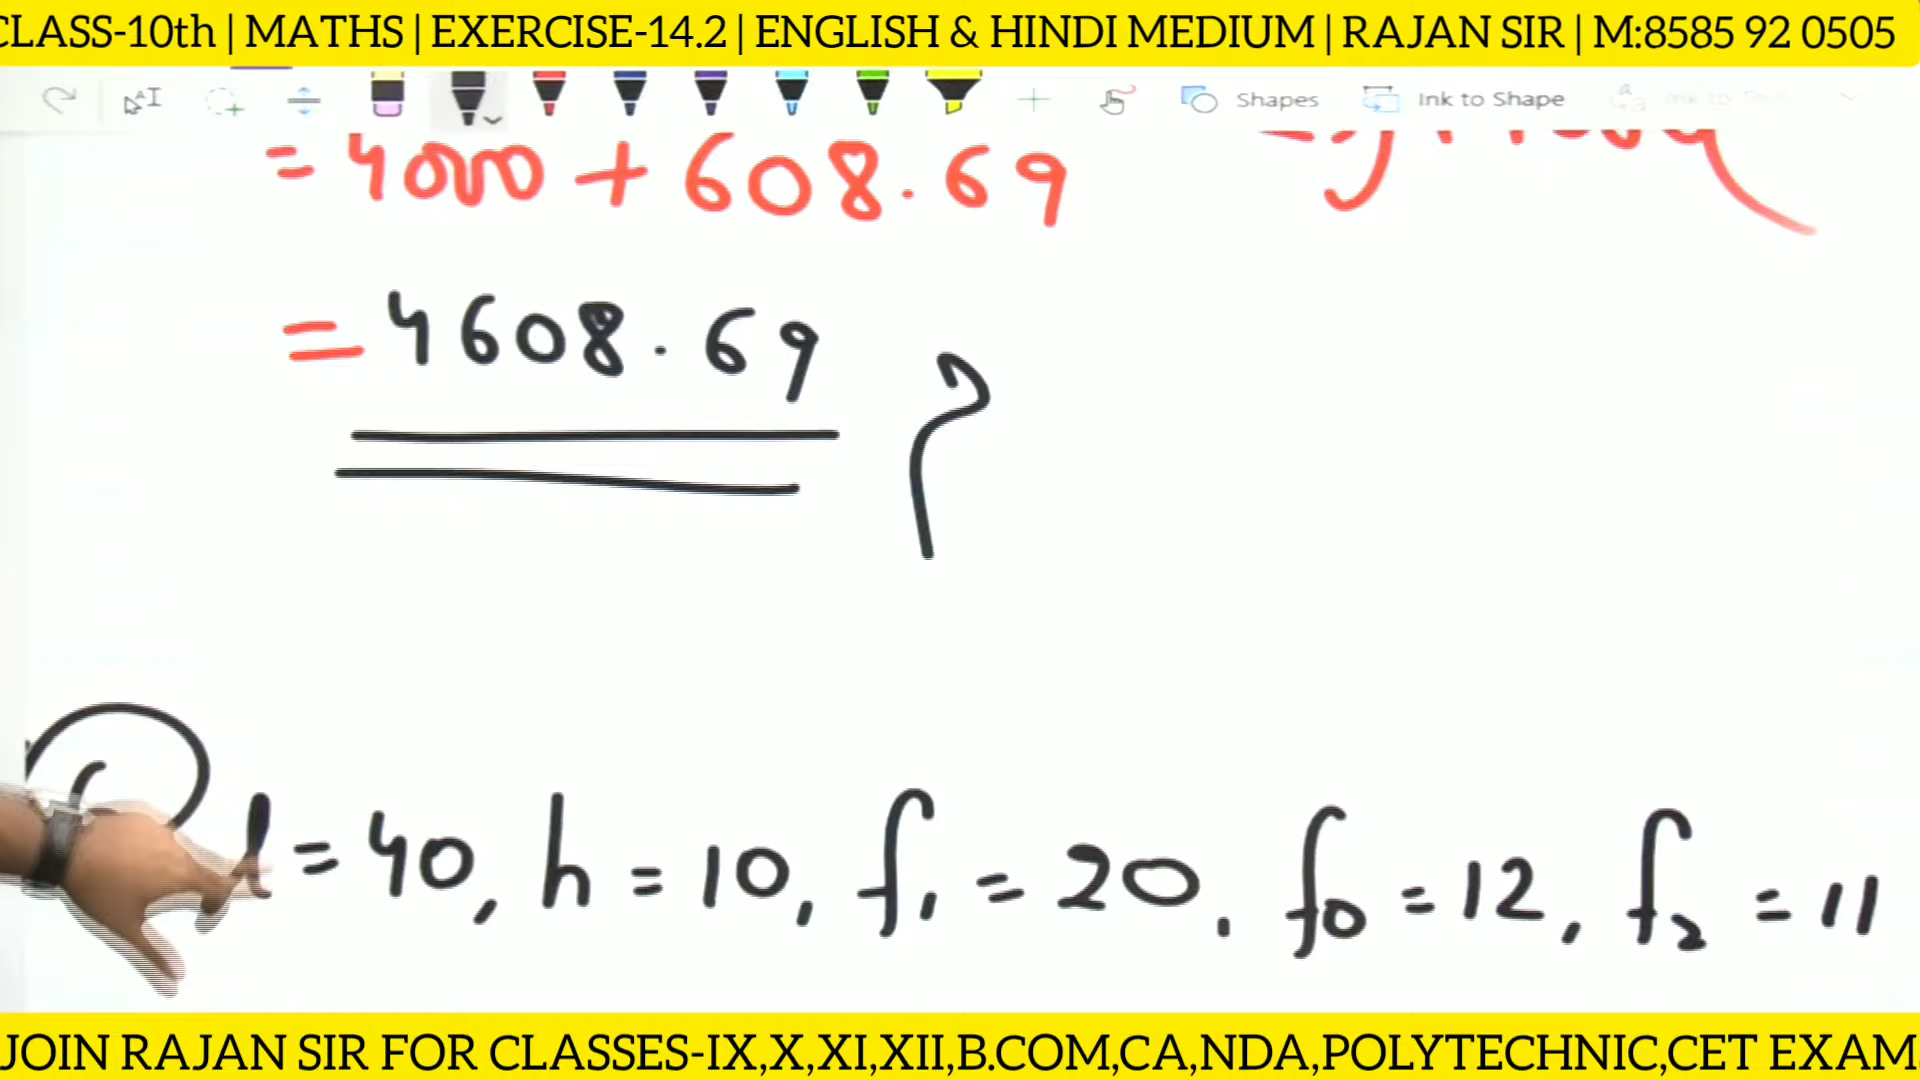 CLASS-10th | MATHS | EXERCISE-14.2 | ENGLISH & HINDI MEDIUM | RAJAN SIR | M:8585 92 0505
Shapes Ink to Shape
= 4000 + 608.69
= 4608.69
l = 40, h = 10, f₁ = 20, f₀ = 12, f₂ = 11
JOIN RAJAN SIR FOR CLASSES-IX,X,XI,XII,B.COM,CA,NDA,POLYTECHNIC,CET EXAM